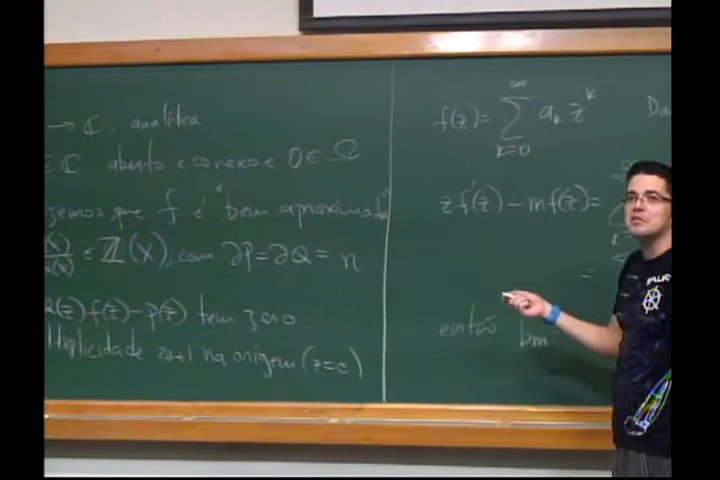 → ℂ, analítica
ℂ aberto e conexo e 0 ∈ Ω
zemos que f é "bem aproximada"
∈ ℤ(X), com ∂P = ∂Q = n
(z)f(z) - p(z) tem zero
ltiplicidade 2n+1 na origem (z=0)
f(z) = ∑_{k=0}^{∞} a_k z^k
Da
z f'(z) - m f(z) =
=
então bm